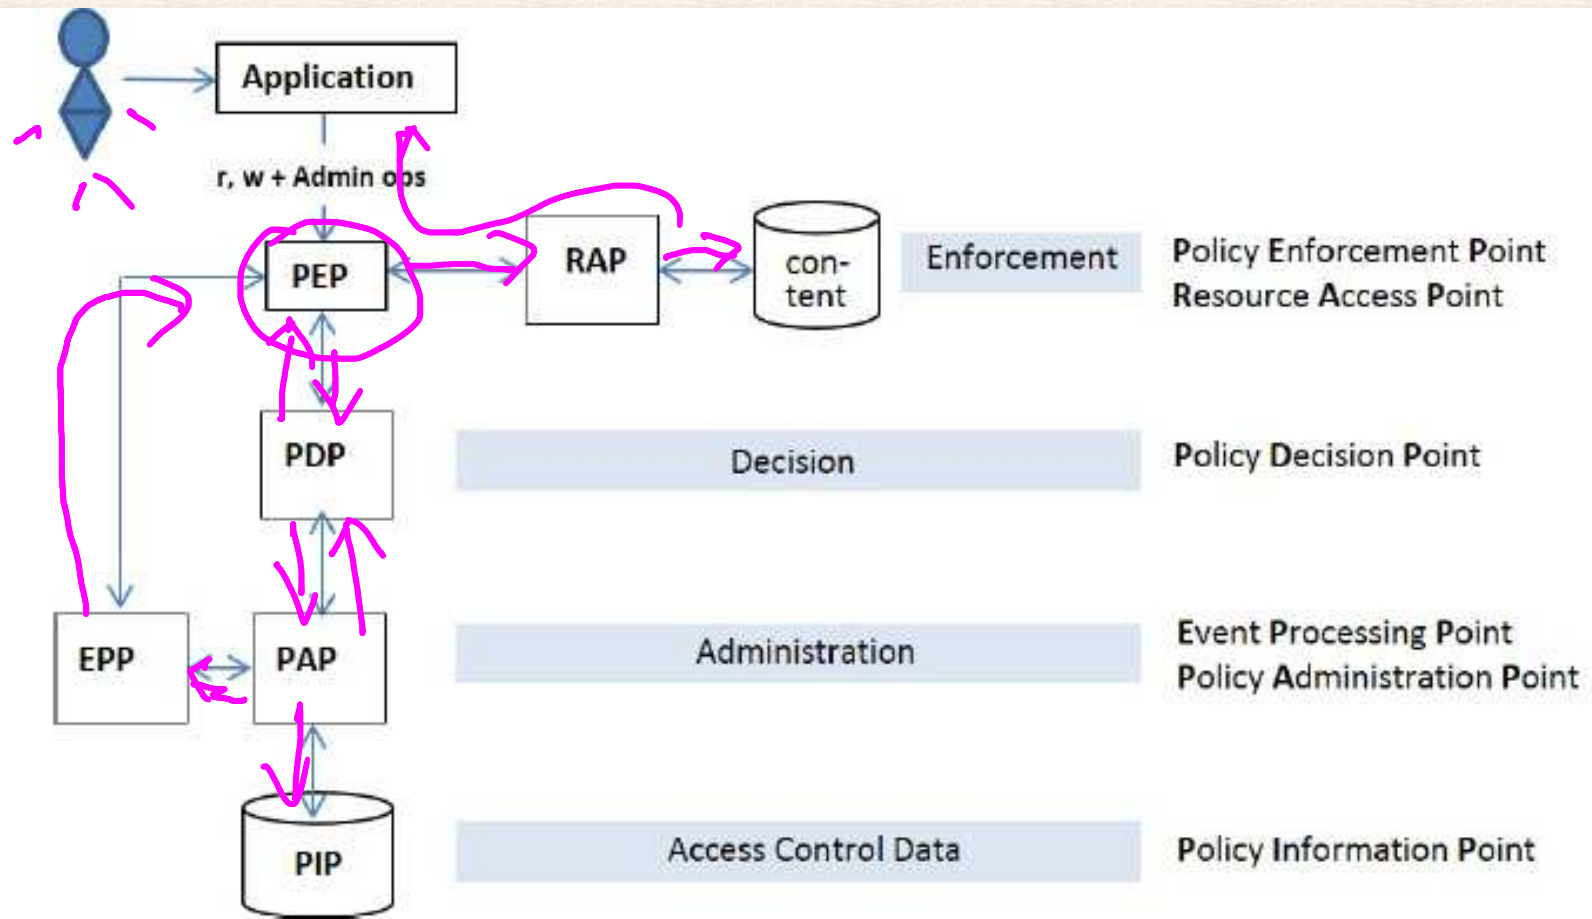 Application
r, w + Admin ops
PEP
RAP
con-
tent
Enforcement
Policy Enforcement Point
Resource Access Point
PDP
Decision
Policy Decision Point
EPP
PAP
Administration
Event Processing Point
Policy Administration Point
PIP
Access Control Data
Policy Information Point